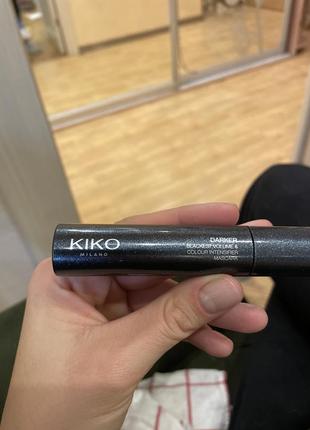 KIKO
MILANO
DARKER
BLACKEST VOLUME &
COLOUR INTENSIFIER
MASCARA